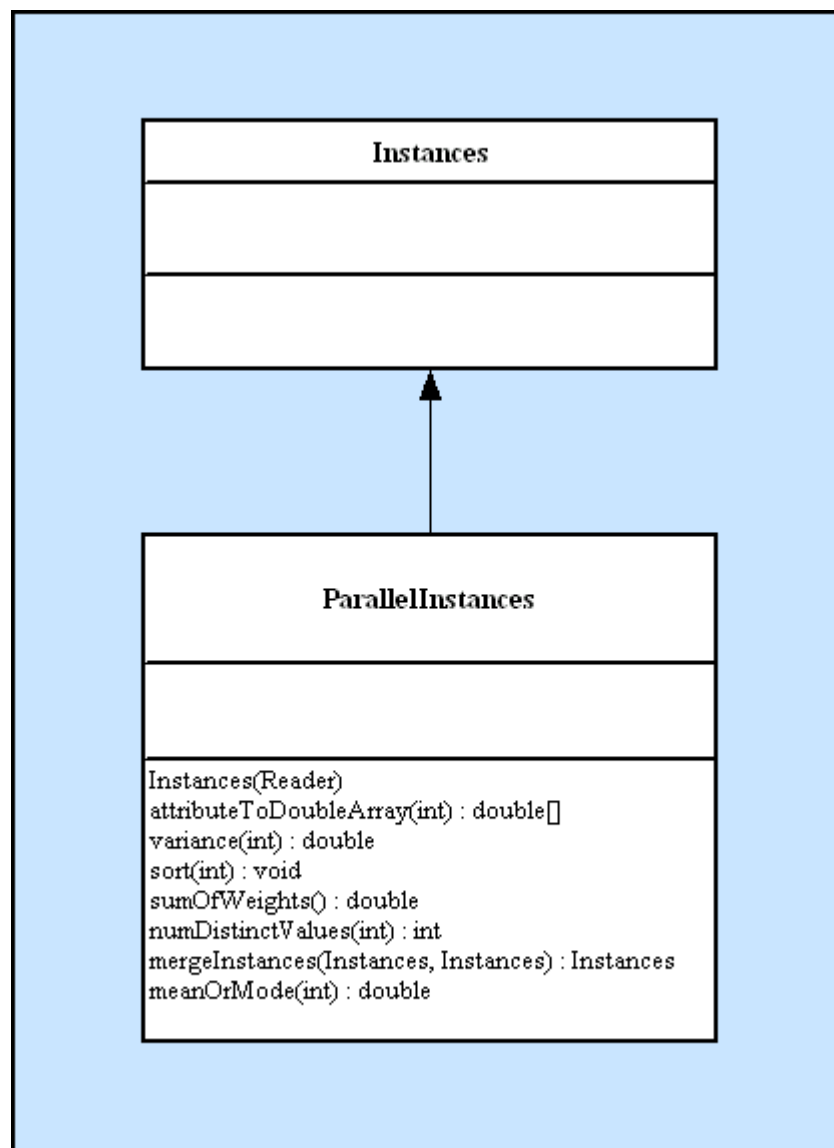 Instances
ParallelInstances
Instances(Reader)
attributeToDoubleArray(int) : double[]
variance(int) : double
sort(int) : void
sumOfWeights() : double
numDistinctValues(int) : int
mergeInstances(Instances, Instances) : Instances
meanOrMode(int) : double